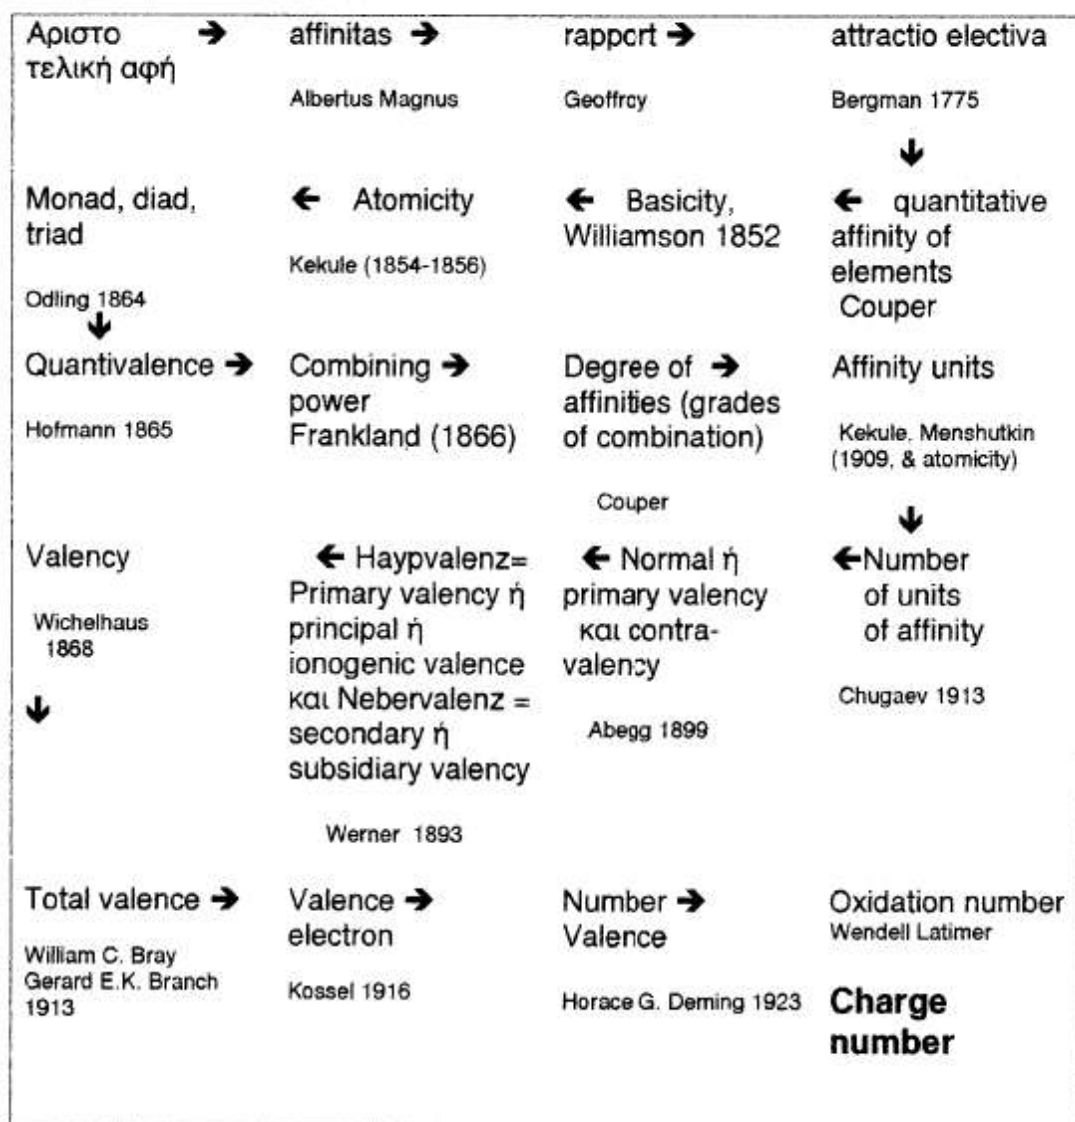 Αριστο → affinitas → rapport → attractio electiva
τελική αφή
Albertus Magnus Geoffroy Bergman 1775
↓
Monad, diad, ← Atomicity ← Basicity, ← quantitative
triad Williamson 1852 affinity of
Kekule (1854-1856) elements
Odling 1864 Couper
↓
Quantivalence → Combining → Degree of → Affinity units
power affinities (grades
Hofmann 1865 Frankland (1866) of combination) Kekule, Menshutkin
(1909, & atomicity)
Couper
↓
Valency ← Haypvalenz= ← Normal ή ←Number
Primary valency ή primary valency of units
Wichelhaus principal ή και contra- of affinity
1868 ionogenic valence valency
↓ και Nebervalenz = Chugaev 1913
secondary ή Abegg 1899
subsidiary valency
Werner 1893
Total valence → Valence → Number → Oxidation number
electron Valence Wendell Latimer
William C. Bray
Gerard E.K. Branch Kossel 1916 Horace G. Deming 1923 Charge
1913 number